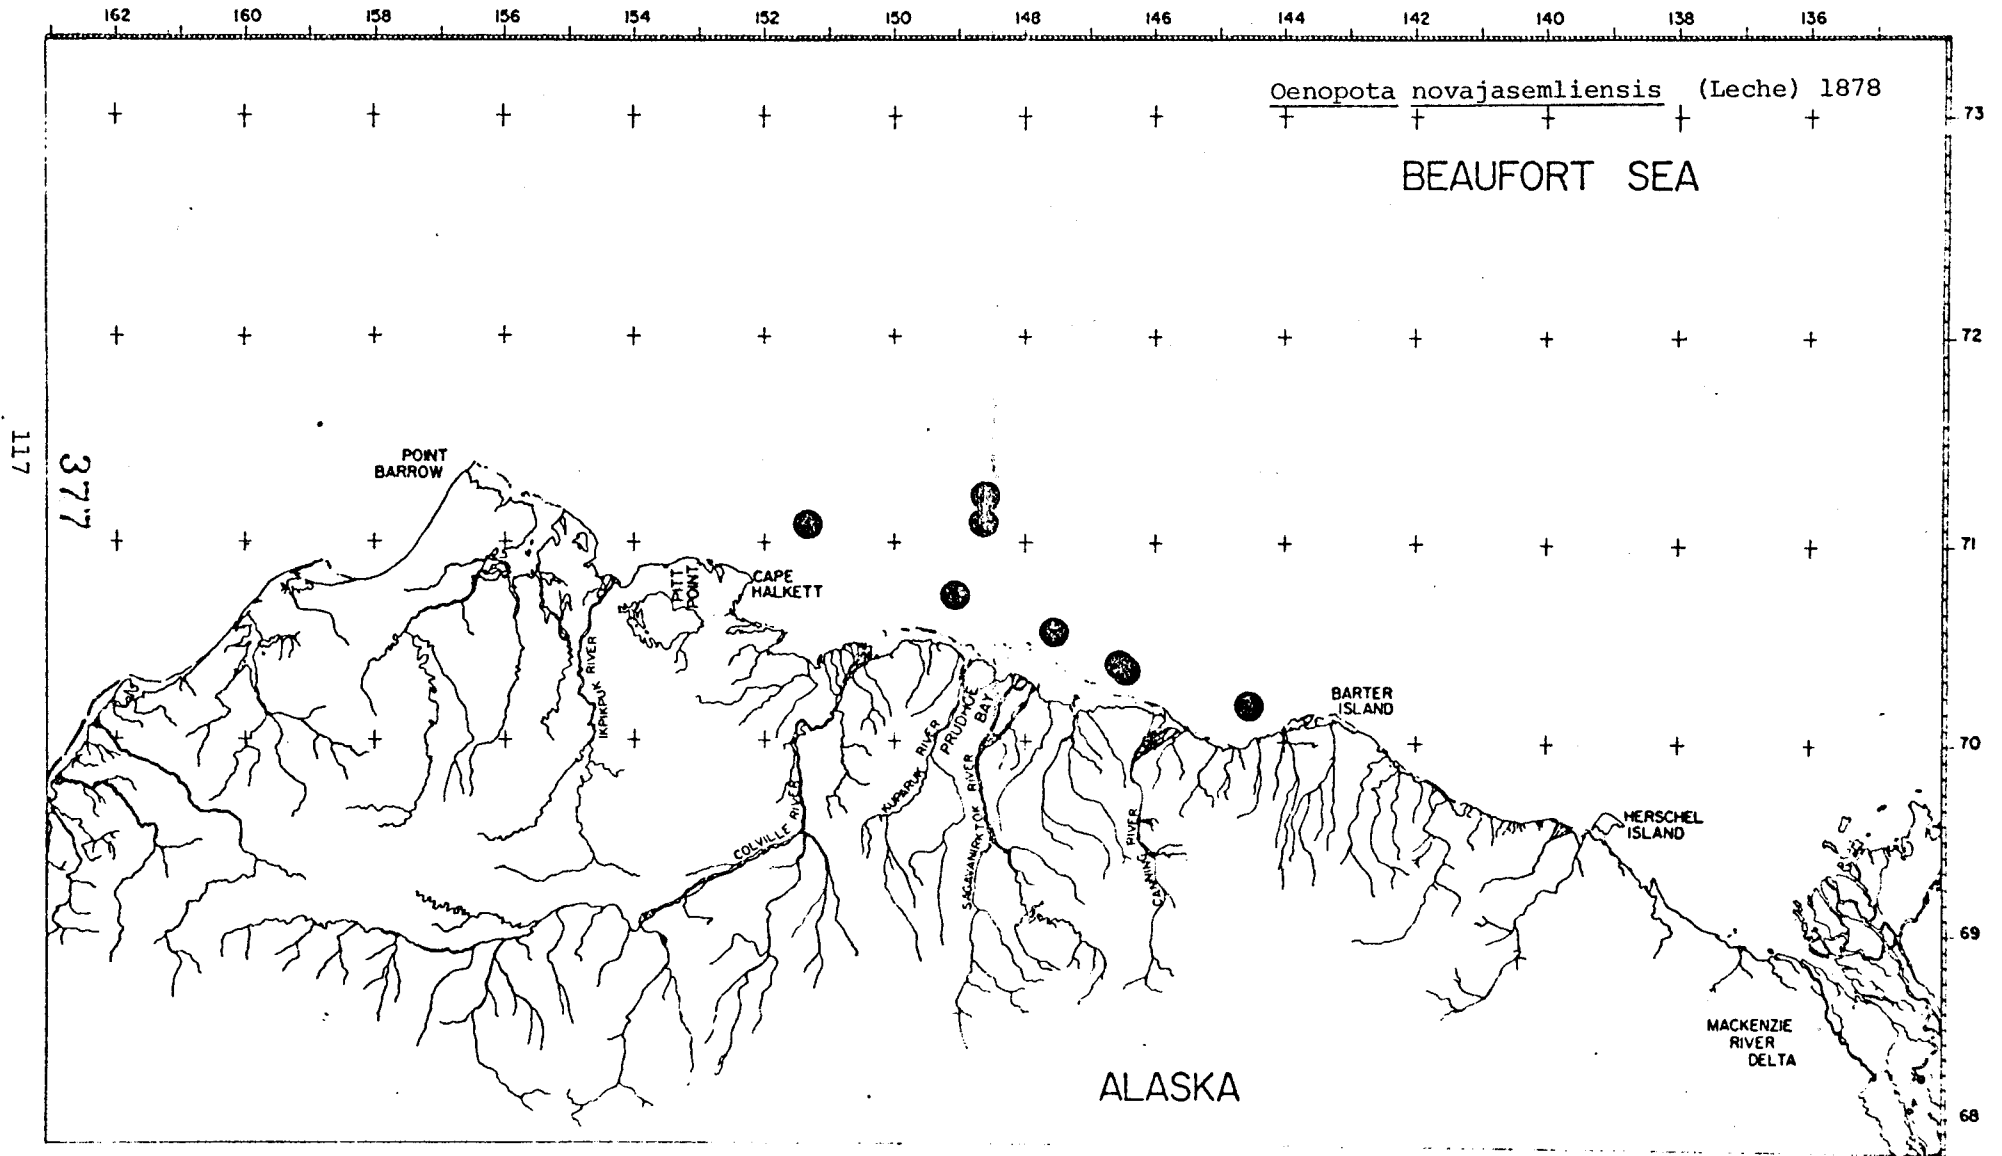 162 160 158 156 154 152 150 148 146 144 142 140 138 136
Oenopota novajasemliensis (Leche) 1878
73
BEAUFORT SEA
72
117
377
POINT
BARROW
71
PITT
POINT
CAPE
HALKETT
IKPIKPUK RIVER
BARTER
ISLAND
PRUDHOE
BAY
70
KUPARUK RIVER
COLVILLE RIVER
SAGAVANIRKTOK RIVER
CANNING RIVER
HERSCHEL
ISLAND
69
MACKENZIE
RIVER
DELTA
ALASKA
68